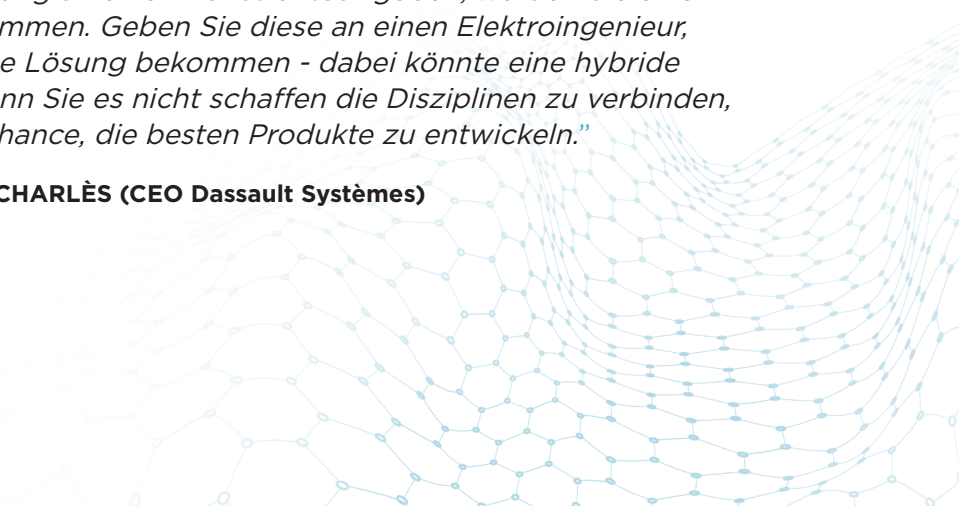 mmen. Geben Sie diese an einen Elektroingenieur,
e Lösung bekommen - dabei könnte eine hybride
nn Sie es nicht schaffen die Disziplinen zu verbinden,
hance, die besten Produkte zu entwickeln.”
CHARLÈS (CEO Dassault Systèmes)